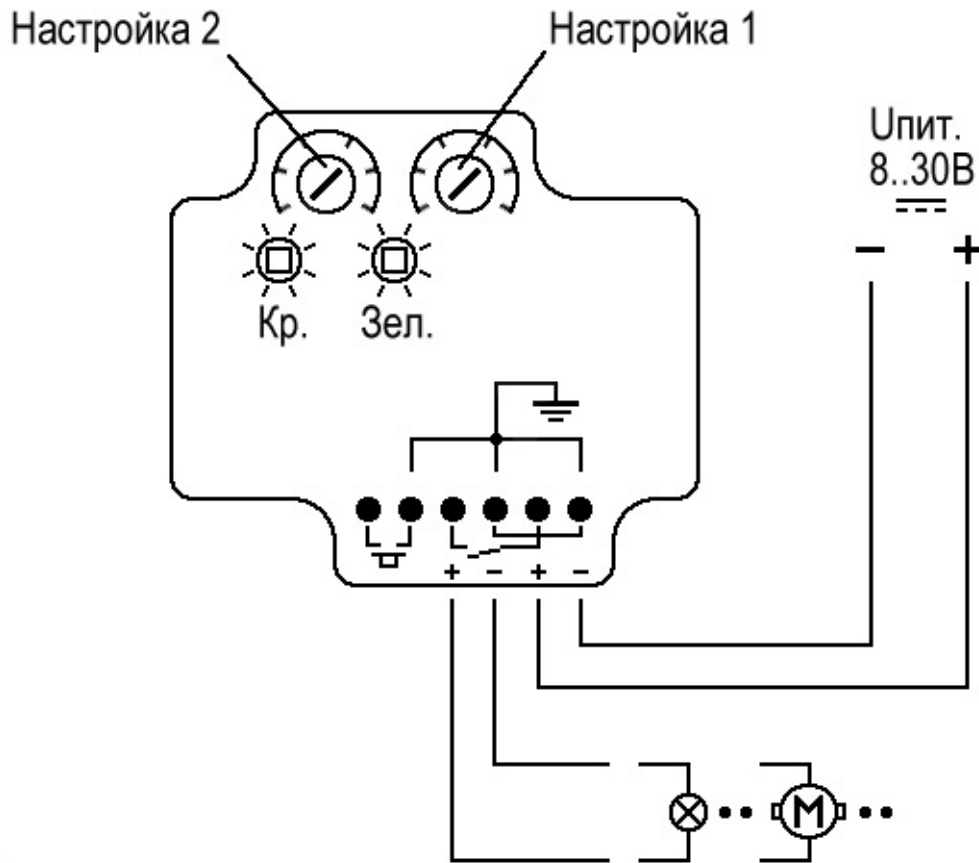 Настройка 2
Настройка 1
Uпит.
8..30В
− +
Кр. Зел.
+ − + −
М